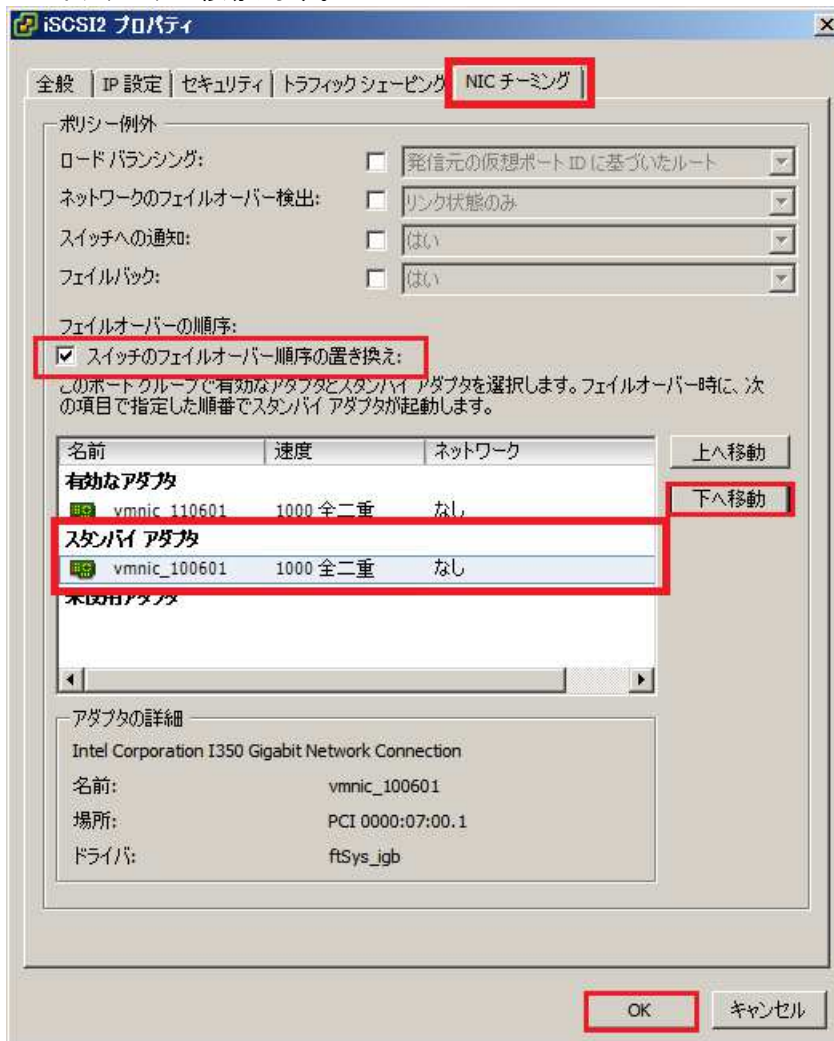 iSCSI2 プロパティ
全般 IP 設定 セキュリティ トラフィック シェーピング NIC チーミング
ポリシー例外
ロード バランシング: 発信元の仮想ポート ID に基づいたルート
ネットワークのフェイルオーバー検出: リンク状態のみ
スイッチへの通知: はい
フェイルバック: はい
フェイルオーバーの順序:
スイッチのフェイルオーバー順序の置き換え:
このポート グループで有効なアダプタとスタンバイ アダプタを選択します。フェイルオーバー時に、次
の項目で指定した順番でスタンバイ アダプタが起動します。
名前 速度 ネットワーク
上へ移動
有効なアダプタ
下へ移動
vmnic_110601 1000 全二重 なし
スタンバイ アダプタ
vmnic_100601 1000 全二重 なし
未使用アダプタ
アダプタの詳細
Intel Corporation I350 Gigabit Network Connection
名前: vmnic_100601
場所: PCI 0000:07:00.1
ドライバ: ftSys_igb
OK キャンセル